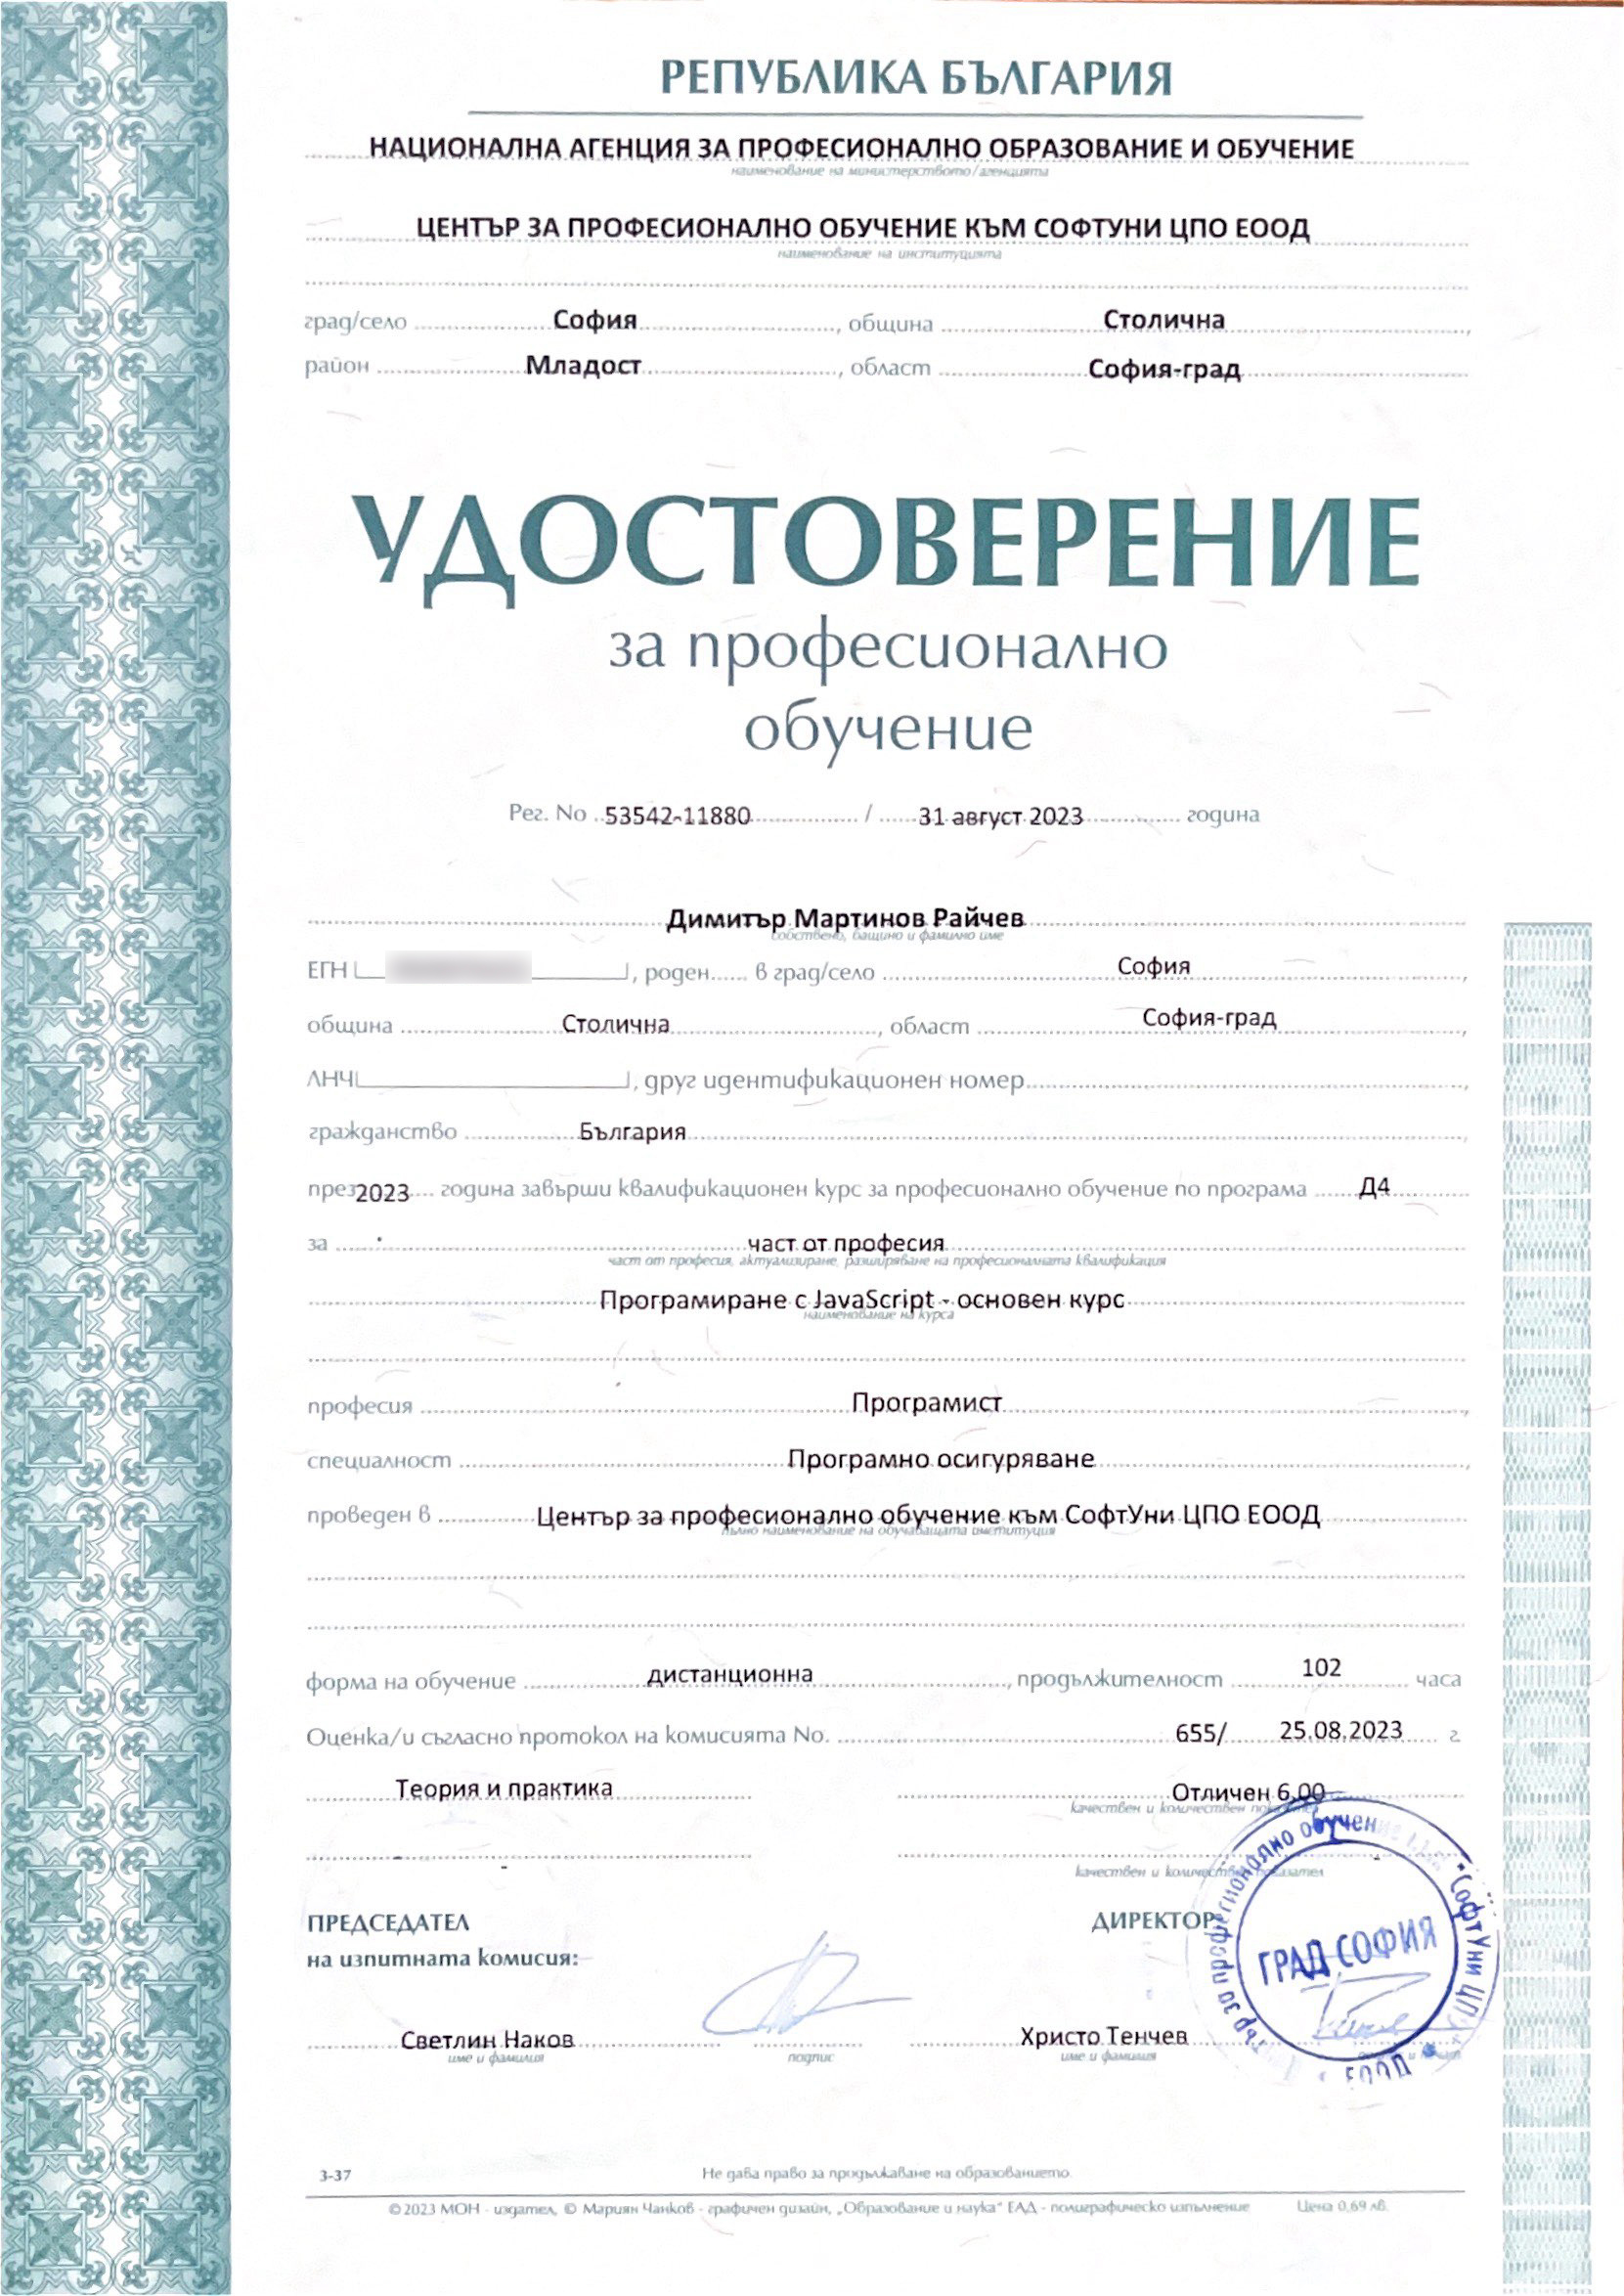 РЕПУБЛИКА БЪЛГАРИЯ
НАЦИОНАЛНА АГЕНЦИЯ ЗА ПРОФЕСИОНАЛНО ОБРАЗОВАНИЕ И ОБУЧЕНИЕ
наименование на министерството/агенцията
ЦЕНТЪР ЗА ПРОФЕСИОНАЛНО ОБУЧЕНИЕ КЪМ СОФТУНИ ЦПО ЕООД
наименование на институцията
град/село София, община Столична,
район Младост, област София-град
УДОСТОВЕРЕНИЕ
за професионално
обучение
Рег. No 53542-11880 / 31 август 2023 година
Димитър Мартинов Райчев
собствено, бащино и фамилно име
ЕГН, роден в град/село София,
община Столична, област София-град,
ЛНЧ, друг идентификационен номер,
гражданство България,
през 2023 година завърши квалификационен курс за професионално обучение по програма Д4
за част от професия
част от професия, актуализиране, разширяване на професионалната квалификация
Програмиране с JavaScript - основен курс
наименование на курса
професия Програмист,
специалност Програмно осигуряване,
проведен в Център за професионално обучение към СофтУни ЦПО ЕООД
пълно наименование на обучаващата институция
форма на обучение дистанционна, продължителност 102 часа
Оценка/и съгласно протокол на комисията No. 655/ 25.08.2023 г.
Теория и практика Отличен 6,00
качествен и количествен показател
качествен и количествен показател
ПРЕДСЕДАТЕЛ ДИРЕКТОР:
на изпитната комисия:
професионално обучение
СофтУни ЦПО
ГРАД СОФИЯ
ЕООД
Светлин Наков Христо Тенчев
име и фамилия подпис име и фамилия
3-37 Не дава право за продължаване на образованието.
©2023 МОН - издател, © Мариян Чанков - графичен дизайн, „Образование и наука“ ЕАД - полиграфическо изпълнение Цена 0,69 лв.